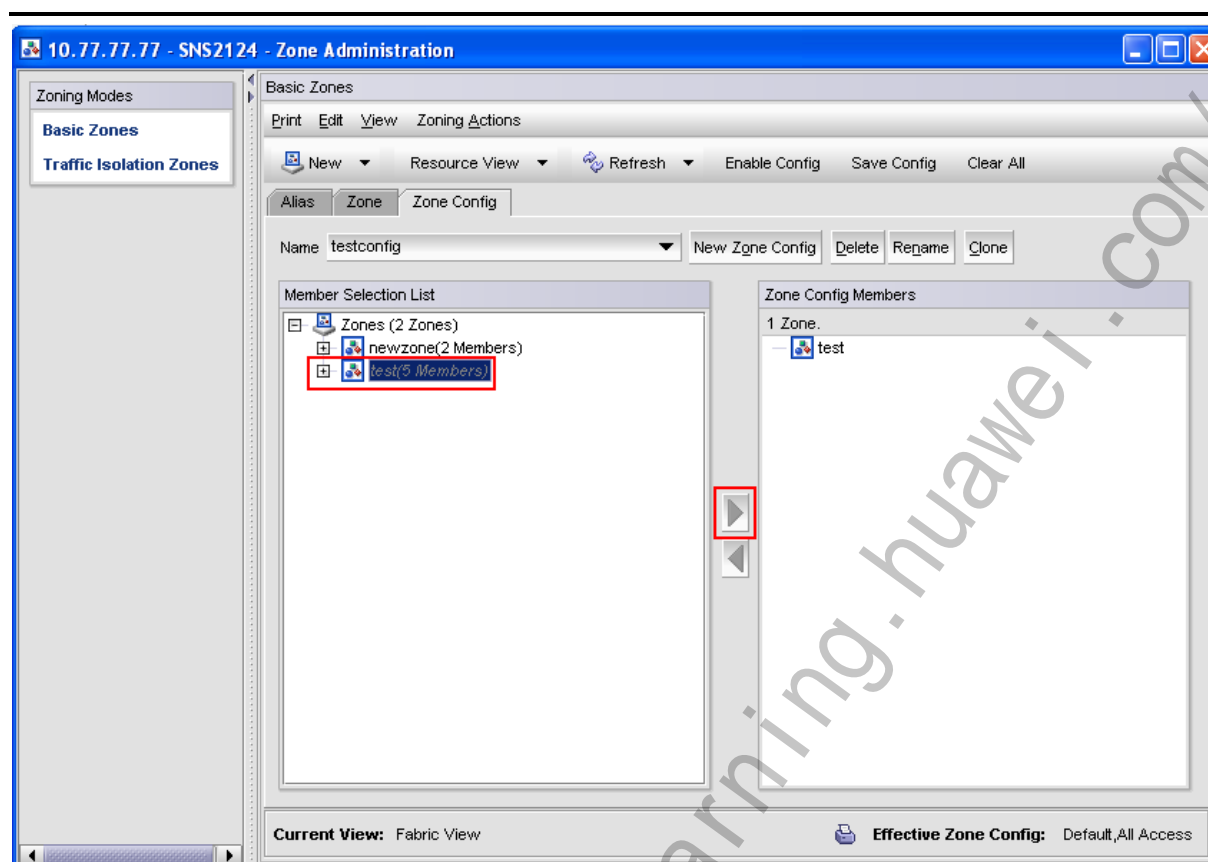 10.77.77.77 - SNS2124 - Zone Administration
Zoning Modes
Basic Zones
Traffic Isolation Zones
Basic Zones
Print Edit View Zoning Actions
New Resource View Refresh Enable Config Save Config Clear All
Alias Zone Zone Config
Name testconfig New Zone Config Delete Rename Clone
Member Selection List
Zones (2 Zones)
newzone(2 Members)
test(5 Members)
Zone Config Members
1 Zone.
test
Current View: Fabric View
Effective Zone Config: Default,All Access
arning.huawei.com/